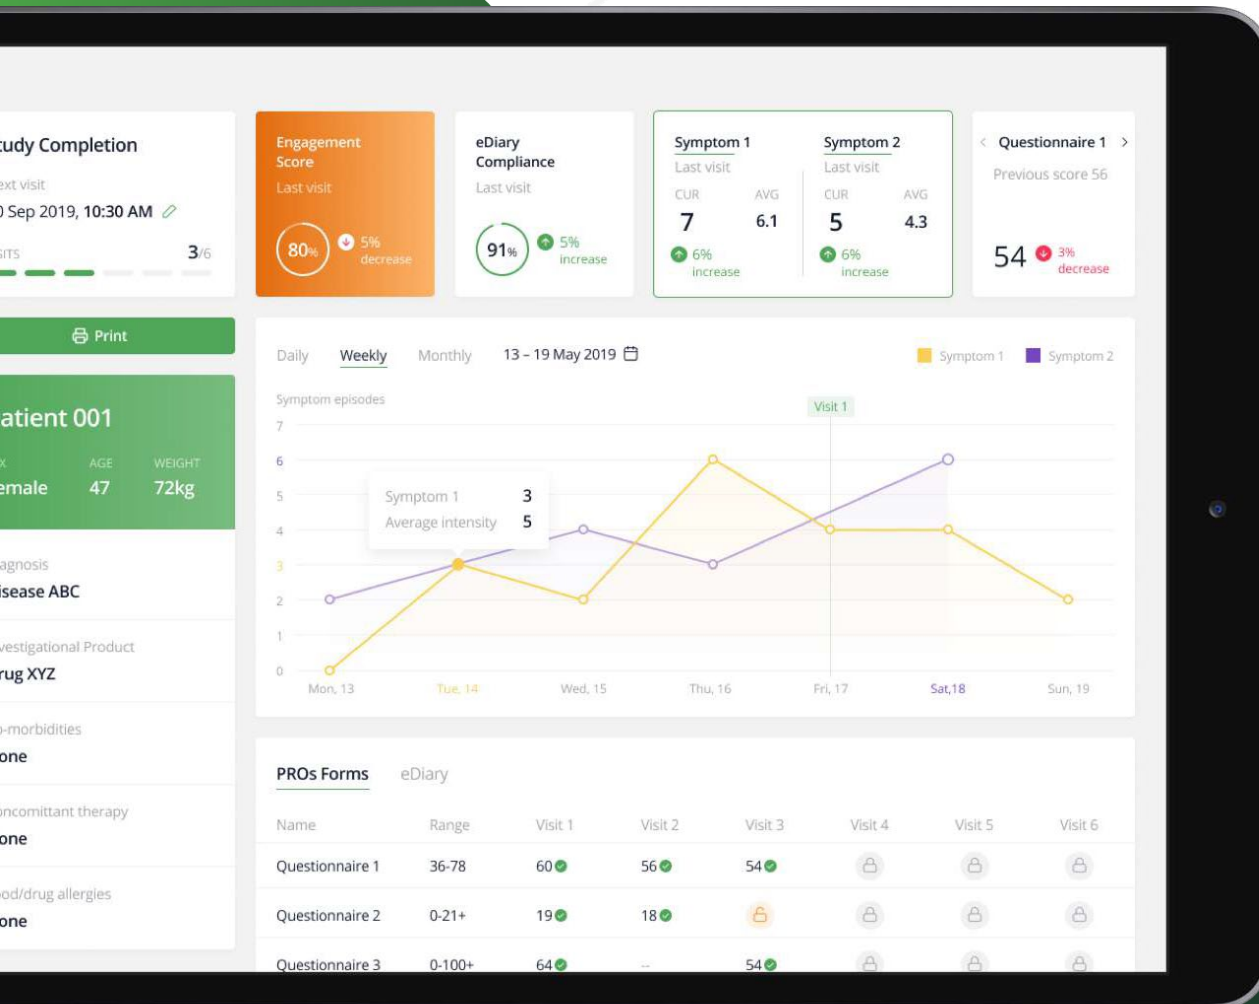 tudy Completion
ext visit
0 Sep 2019, 10:30 AM
SITS 3/6
Print
atient 001
X AGE WEIGHT
emale 47 72kg
agnosis
isease ABC
vestigational Product
rug XYZ
o-morbidities
one
oncomittant therapy
one
ood/drug allergies
one
Engagement
Score
Last visit
80%
5%
decrease
eDiary
Compliance
Last visit
91%
5%
increase
Symptom 1
Last visit
CUR AVG
7 6.1
6%
increase
Symptom 2
Last visit
CUR AVG
5 4.3
6%
increase
< Questionnaire 1 >
Previous score 56
54 3%
decrease
Daily Weekly Monthly 13 – 19 May 2019 Symptom 1 Symptom 2
Symptom episodes
Visit 1
7
6
5
4
3
2
1
0
Symptom 1 3
Average intensity 5
Mon, 13 Tue, 14 Wed, 15 Thu, 16 Fri, 17 Sat,18 Sun, 19
PROs Forms eDiary
Name Range Visit 1 Visit 2 Visit 3 Visit 4 Visit 5 Visit 6
Questionnaire 1 36-78 60 56 54
Questionnaire 2 0-21+ 19 18
Questionnaire 3 0-100+ 64 -- 54